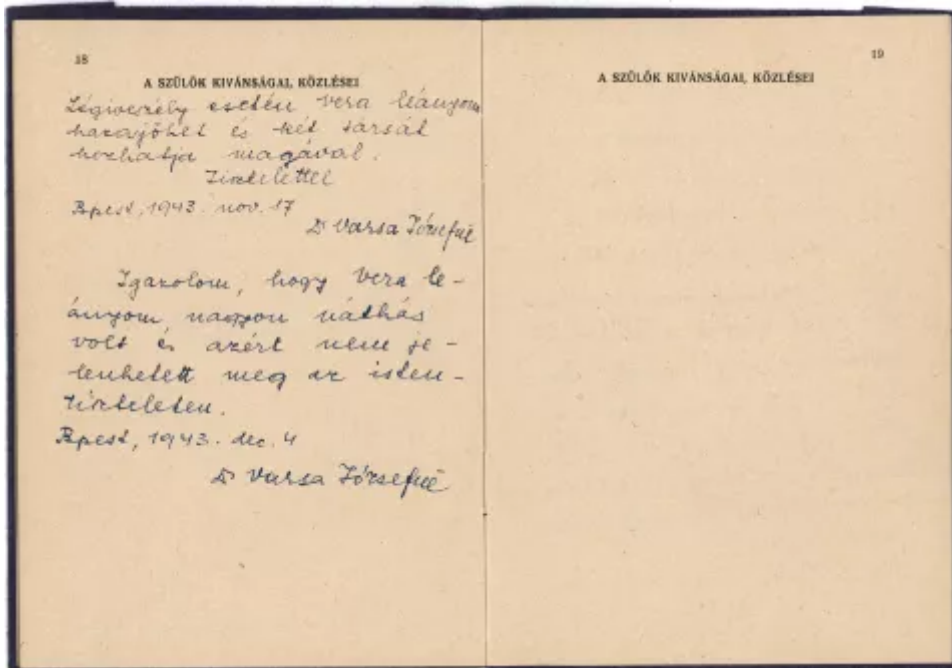 18
A SZÜLŐK KIVÁNSÁGAI, KÖZLÉSEI
Légiveszély esetén Vera leányom
hazajöhet és két társát
hozhatja magával.
Tisztelettel
Bpest, 1943. nov. 17
Dr Varsa Józsefné
Igazolom, hogy Vera le-
ányom nagyon náthás
volt és azért nem je-
lenhetett meg az isten-
tiszteleten.
Bpest, 1943. dec. 4
Dr Varsa Józsefné
19
A SZÜLŐK KIVÁNSÁGAI, KÖZLÉSEI